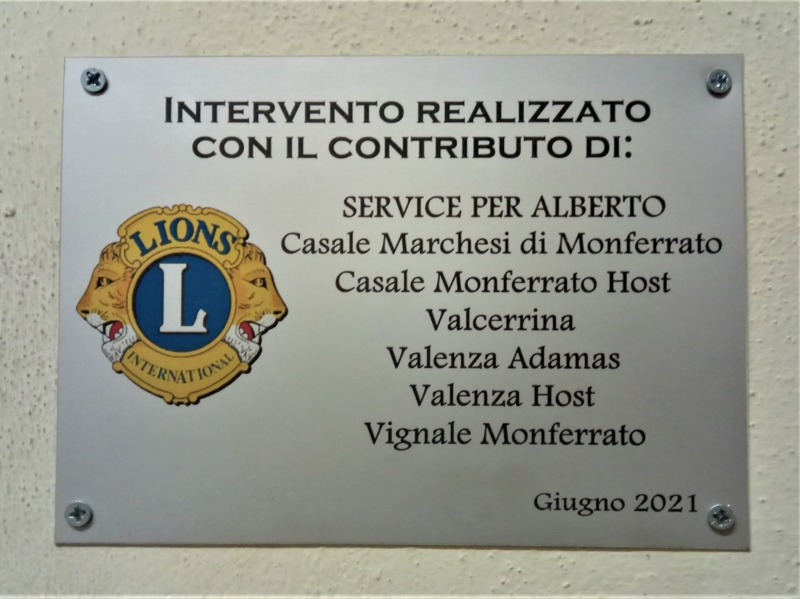 INTERVENTO REALIZZATO
CON IL CONTRIBUTO DI:
LIONS
L
INTERNATIONAL
SERVICE PER ALBERTO
Casale Marchesi di Monferrato
Casale Monferrato Host
Valcerrina
Valenza Adamas
Valenza Host
Vignale Monferrato
Giugno 2021